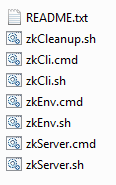 README.txt
zkCleanup.sh
zkCli.cmd
zkCli.sh
zkEnv.cmd
zkEnv.sh
zkServer.cmd
zkServer.sh